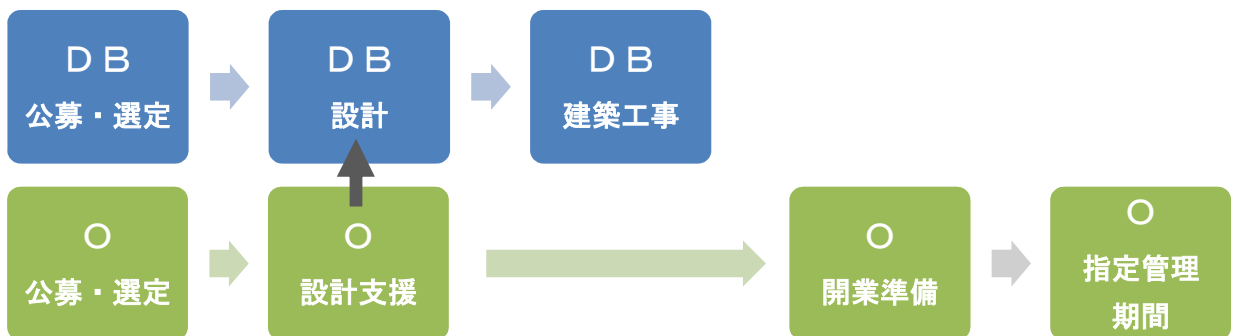 ＤＢ
公募・選定
ＤＢ
設計
ＤＢ
建築工事
Ｏ
公募・選定
Ｏ
設計支援
Ｏ
開業準備
Ｏ
指定管理
期間